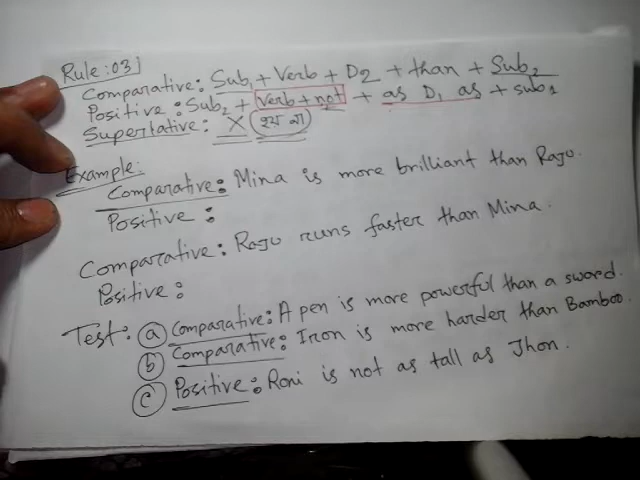 Rule:03]
Comparative: Sub1 + Verb + D2 + than + Sub2
Positive: Sub2 + Verb + not + as D1 as + sub1
Superlative: X (হয় না)
Example:
Comparative: Mina is more brilliant than Raju.
Positive:
Comparative: Raju runs faster than Mina.
Positive:
Test: (a) Comparative: A pen is more powerful than a sword.
(b) Comparative: Iron is more harder than Bamboo.
(c) Positive: Roni is not as tall as Jhon.